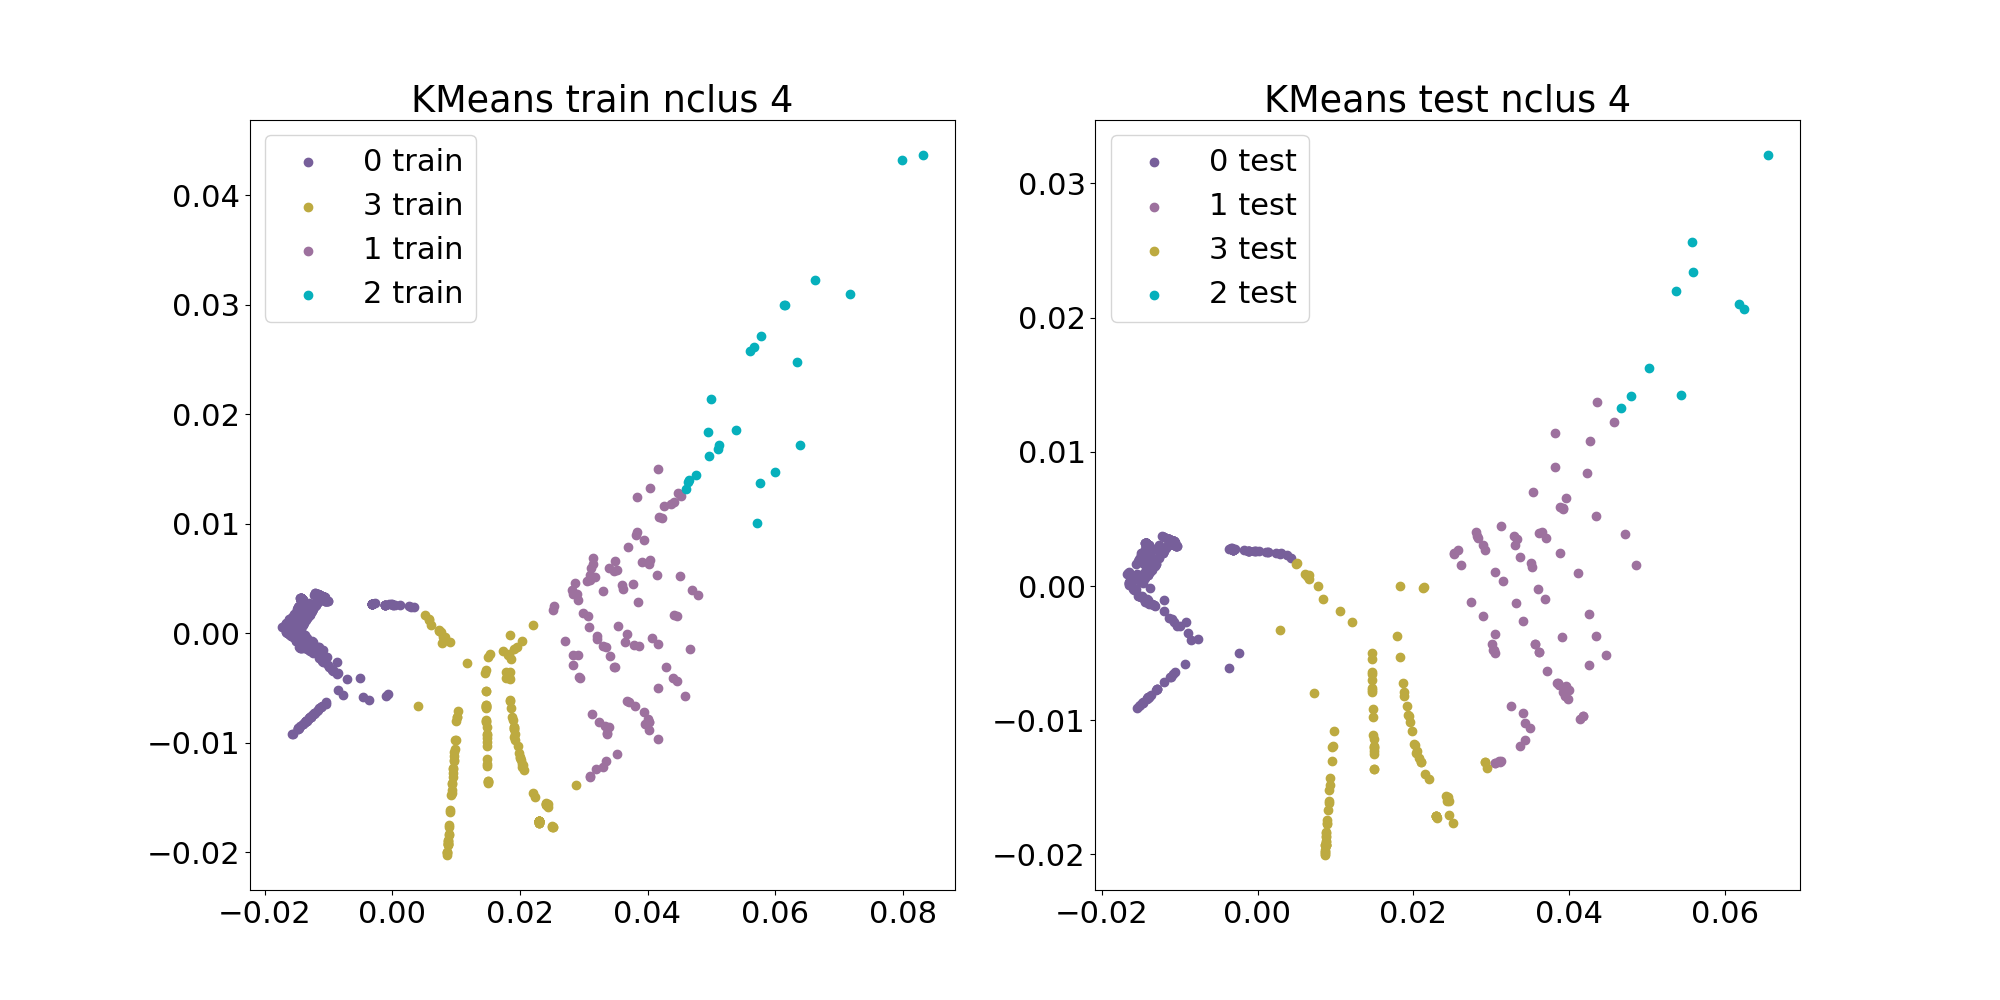 KMeans train nclus 4
0 train
3 train
1 train
2 train
0.04
0.03
0.02
0.01
0.00
−0.01
−0.02
−0.02 0.00 0.02 0.04 0.06 0.08
KMeans test nclus 4
0 test
1 test
3 test
2 test
0.03
0.02
0.01
0.00
−0.01
−0.02
−0.02 0.00 0.02 0.04 0.06